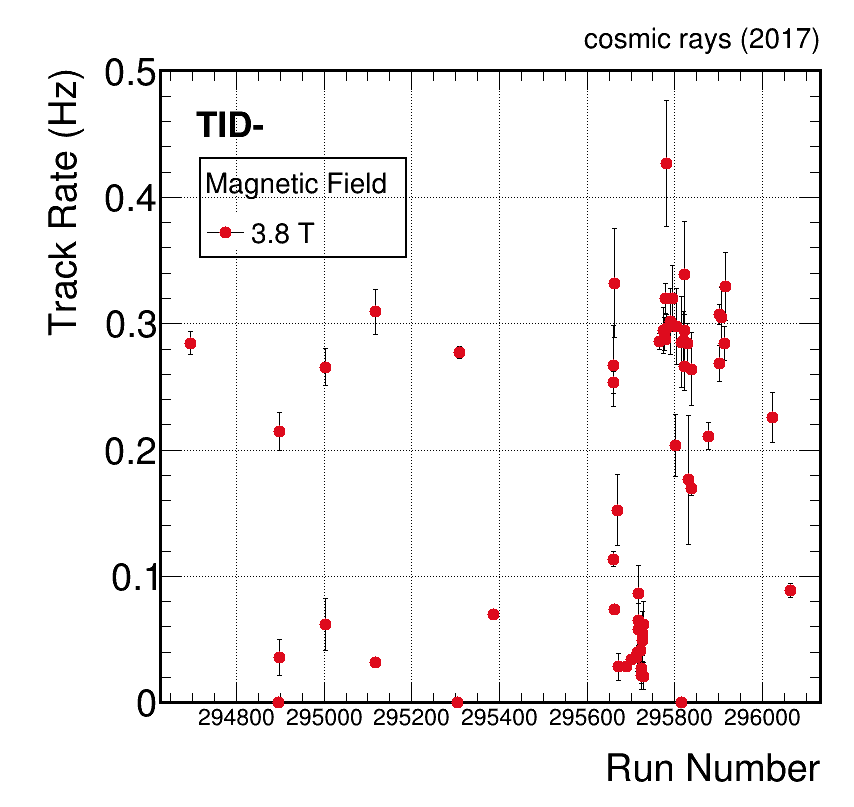 cosmic rays (2017)
Track Rate (Hz)
0.5
0.4
0.3
0.2
0.1
0
TID-
Magnetic Field
3.8 T
294800 295000 295200 295400 295600 295800 296000
Run Number